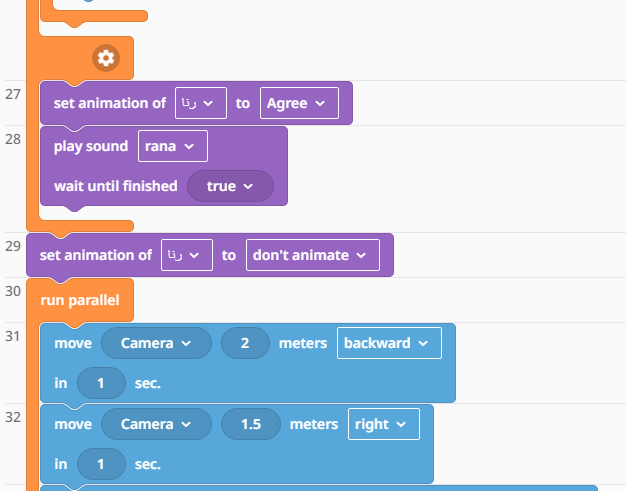 27
set animation of رنا to Agree
28
play sound rana
wait until finished true
29
set animation of رنا to don't animate
30
run parallel
31
move Camera 2 meters backward
in 1 sec.
32
move Camera 1.5 meters right
in 1 sec.